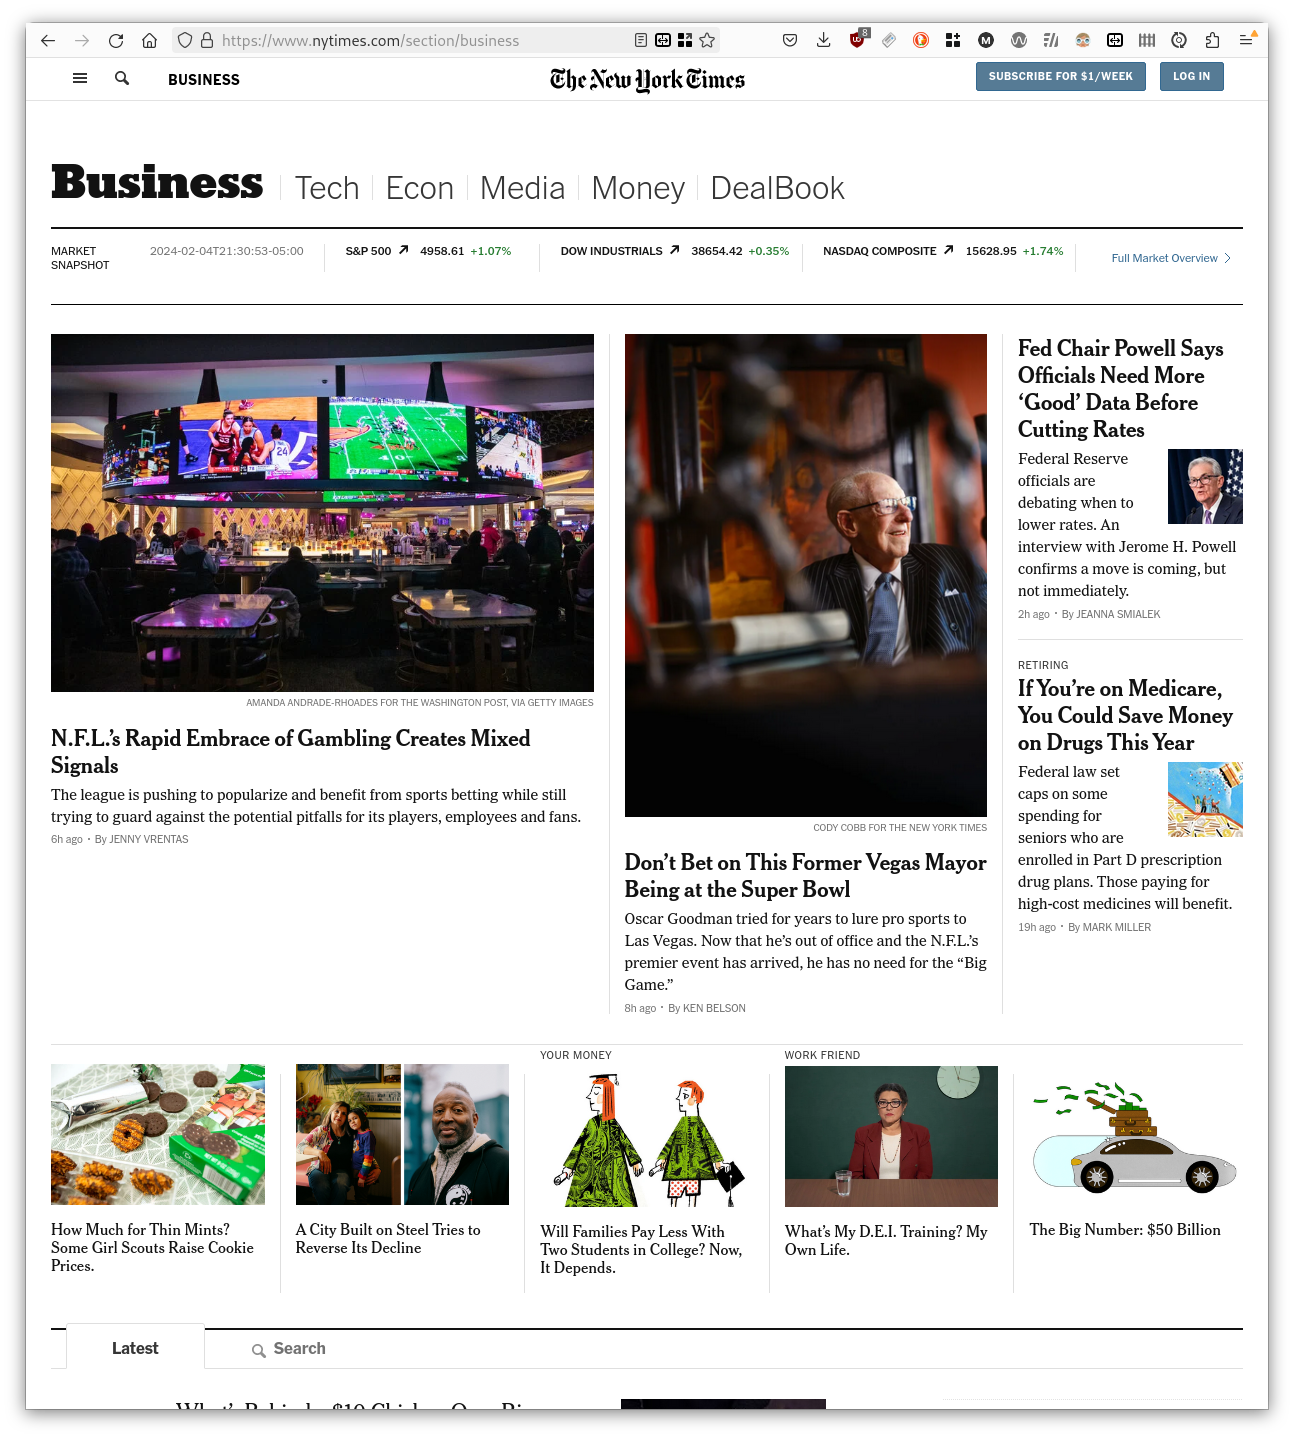 https://www.nytimes.com/section/business
8
BUSINESS
The New York Times
SUBSCRIBE FOR $1/WEEK
LOG IN
Business
Tech
Econ
Media
Money
DealBook
MARKET
SNAPSHOT
2024-02-04T21:30:53-05:00
S&P 500 4958.61 +1.07%
DOW INDUSTRIALS 38654.42 +0.35%
NASDAQ COMPOSITE 15628.95 +1.74%
Full Market Overview
AMANDA ANDRADE-RHOADES FOR THE WASHINGTON POST, VIA GETTY IMAGES
N.F.L.’s Rapid Embrace of Gambling Creates Mixed
Signals
The league is pushing to popularize and benefit from sports betting while still
trying to guard against the potential pitfalls for its players, employees and fans.
6h ago · By JENNY VRENTAS
CODY COBB FOR THE NEW YORK TIMES
Don’t Bet on This Former Vegas Mayor
Being at the Super Bowl
Oscar Goodman tried for years to lure pro sports to
Las Vegas. Now that he’s out of office and the N.F.L.’s
premier event has arrived, he has no need for the “Big
Game.”
8h ago · By KEN BELSON
Fed Chair Powell Says
Officials Need More
‘Good’ Data Before
Cutting Rates
Federal Reserve
officials are
debating when to
lower rates. An
interview with Jerome H. Powell
confirms a move is coming, but
not immediately.
2h ago · By JEANNA SMIALEK
RETIRING
If You’re on Medicare,
You Could Save Money
on Drugs This Year
Federal law set
caps on some
spending for
seniors who are
enrolled in Part D prescription
drug plans. Those paying for
high-cost medicines will benefit.
19h ago · By MARK MILLER
How Much for Thin Mints?
Some Girl Scouts Raise Cookie
Prices.
A City Built on Steel Tries to
Reverse Its Decline
YOUR MONEY
Will Families Pay Less With
Two Students in College? Now,
It Depends.
WORK FRIEND
What’s My D.E.I. Training? My
Own Life.
The Big Number: $50 Billion
Latest
Search